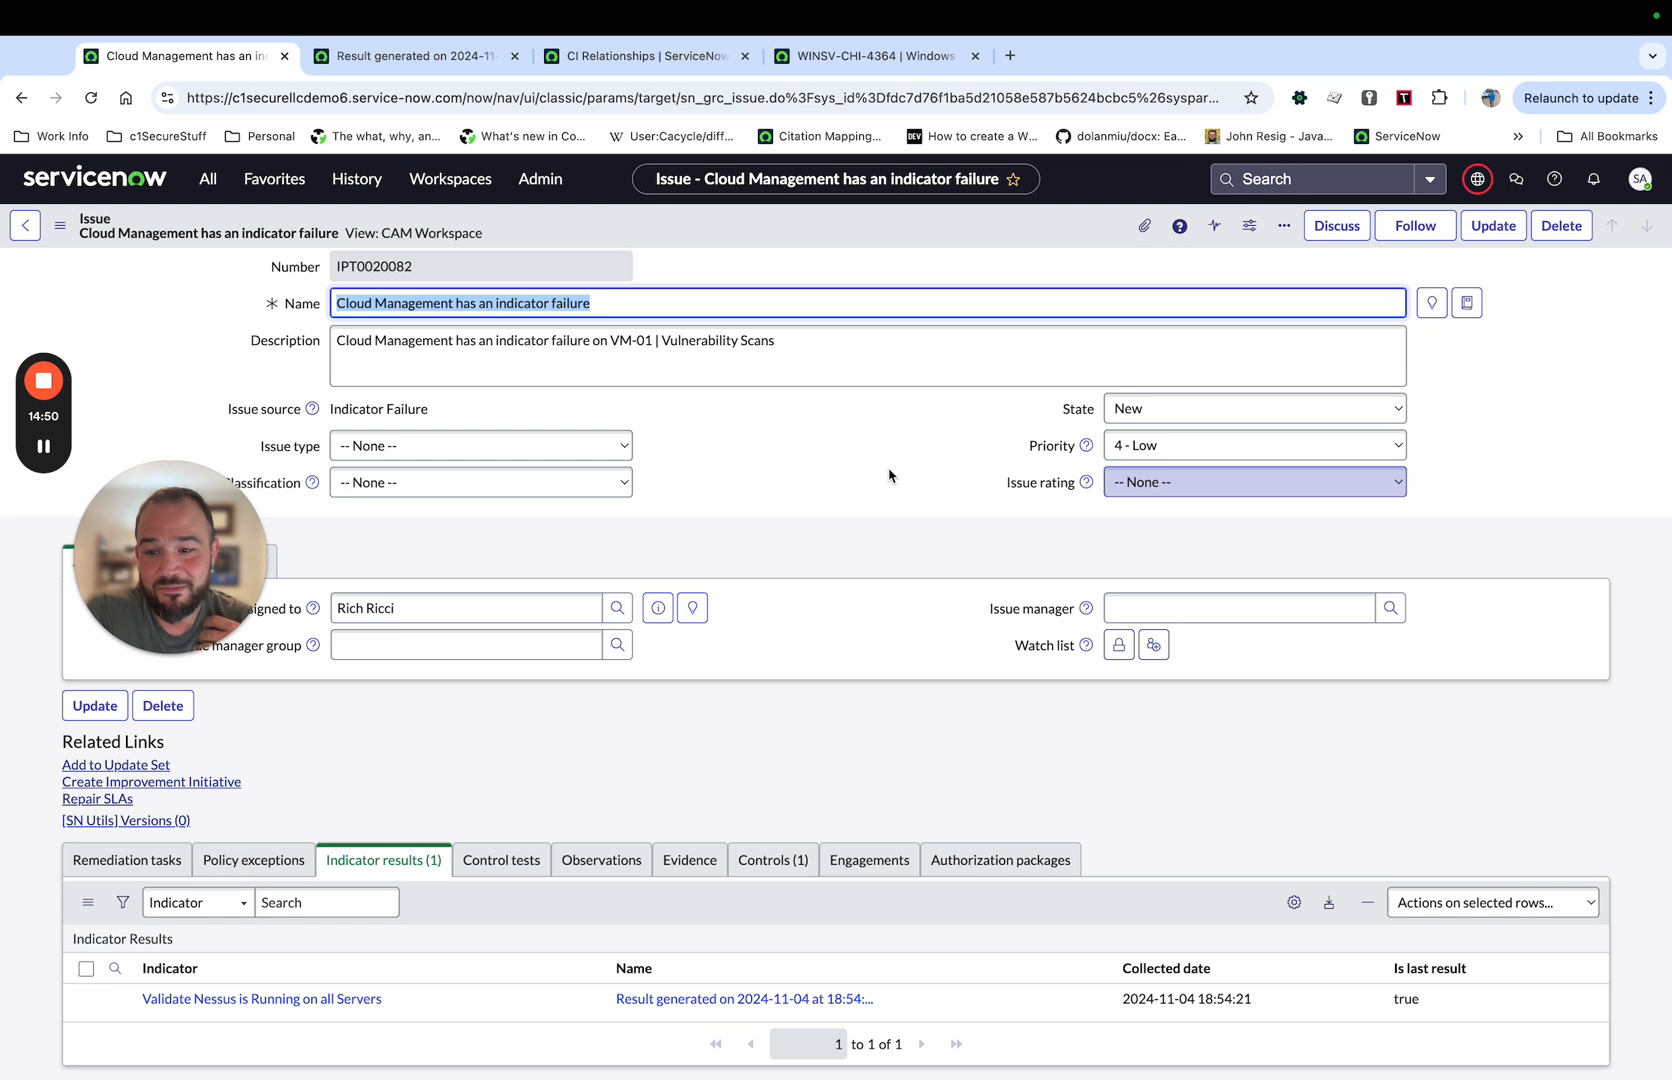 Cloud Management has an in
Result generated on 2024-11-
CI Relationships | ServiceNow
WINSV-CHI-4364 | Windows
https://c1securellcdemo6.service-now.com/now/nav/ui/classic/params/target/sn_grc_issue.do%3Fsys_id%3Dfdc7d76f1ba5d21058e587b5624bcbc5%26syspar...
Relaunch to update
Work Info
c1SecureStuff
Personal
The what, why, an...
What's new in Co...
User:Cacycle/diff...
Citation Mapping...
How to create a W...
dolanmiu/docx: Ea...
John Resig - Java...
ServiceNow
All Bookmarks
servicenow
All
Favorites
History
Workspaces
Admin
Issue - Cloud Management has an indicator failure
Search
SA
Issue
Cloud Management has an indicator failure View: CAM Workspace
Discuss
Follow
Update
Delete
Number
IPT0020082
Name
Cloud Management has an indicator failure
Description
Cloud Management has an indicator failure on VM-01 | Vulnerability Scans
14:50
Issue source
Indicator Failure
State
New
Issue type
-- None --
Priority
4 - Low
lassification
-- None --
Issue rating
-- None --
signed to
Rich Ricci
Issue manager
manager group
Watch list
Update
Delete
Related Links
Add to Update Set
Create Improvement Initiative
Repair SLAs
[SN Utils] Versions (0)
Remediation tasks
Policy exceptions
Indicator results (1)
Control tests
Observations
Evidence
Controls (1)
Engagements
Authorization packages
Indicator
Search
Actions on selected rows...
Indicator Results
Indicator
Name
Collected date
Is last result
Validate Nessus is Running on all Servers
Result generated on 2024-11-04 at 18:54:...
2024-11-04 18:54:21
true
1 to 1 of 1